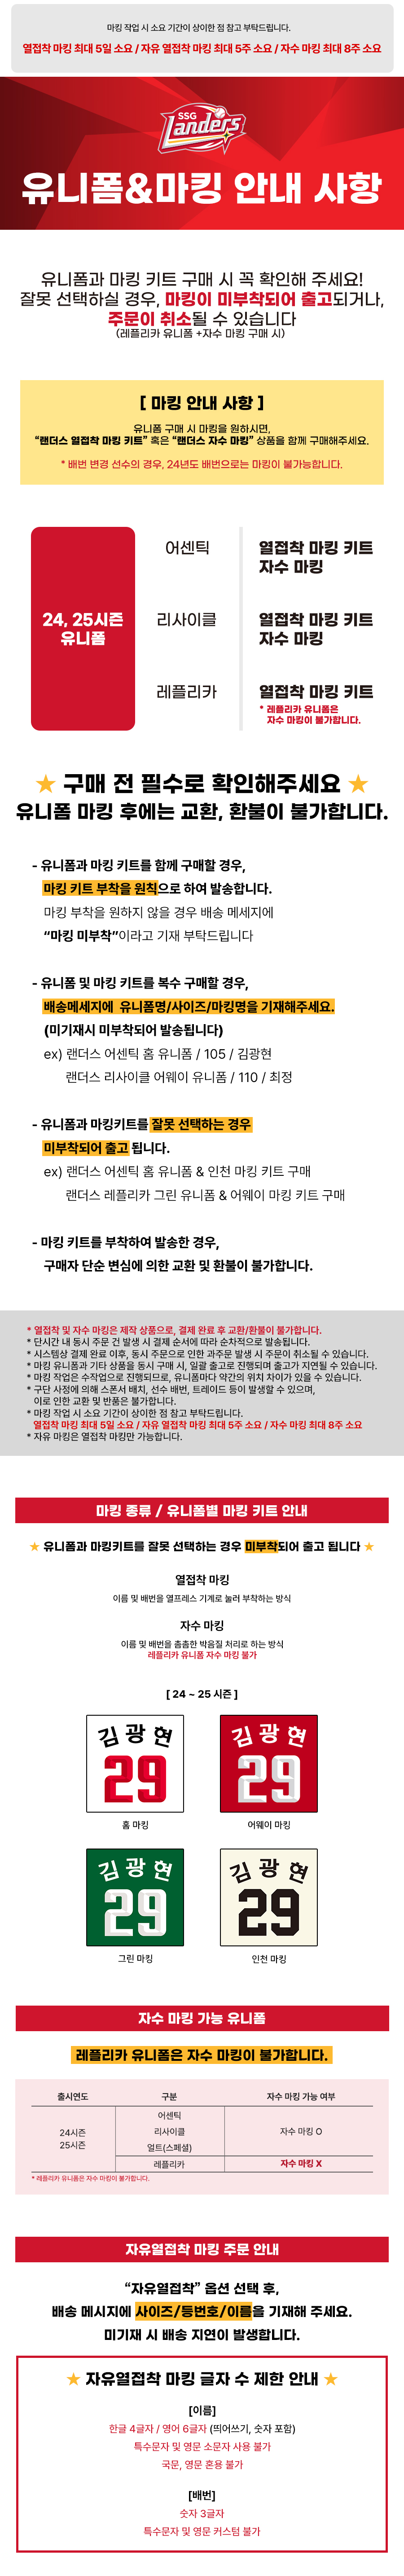 마킹 작업 시 소요 기간이 상이한 점 참고 부탁드립니다.
열접착 마킹 최대 5일 소요 / 자유 열접착 마킹 최대 5주 소요 / 자수 마킹 최대 8주 소요
SSG
Landers
유니폼&마킹 안내 사항
유니폼과 마킹 키트 구매 시 꼭 확인해 주세요!
잘못 선택하실 경우, 마킹이 미부착되어 출고되거나,
주문이 취소될 수 있습니다
(레플리카 유니폼 +자수 마킹 구매 시)
[ 마킹 안내 사항 ]
유니폼 구매 시 마킹을 원하시면,
“랜더스 열접착 마킹 키트” 혹은 “랜더스 자수 마킹” 상품을 함께 구매해주세요.
* 배번 변경 선수의 경우, 24년도 배번으로는 마킹이 불가능합니다.
24, 25시즌
유니폼
어센틱
열접착 마킹 키트
자수 마킹
리사이클
열접착 마킹 키트
자수 마킹
레플리카
열접착 마킹 키트
* 레플리카 유니폼은
자수 마킹이 불가합니다.
★ 구매 전 필수로 확인해주세요 ★
유니폼 마킹 후에는 교환, 환불이 불가합니다.
- 유니폼과 마킹 키트를 함께 구매할 경우,
마킹 키트 부착을 원칙으로 하여 발송합니다.
마킹 부착을 원하지 않을 경우 배송 메세지에
“마킹 미부착”이라고 기재 부탁드립니다
- 유니폼 및 마킹 키트를 복수 구매할 경우,
배송메세지에 유니폼명/사이즈/마킹명을 기재해주세요.
(미기재시 미부착되어 발송됩니다)
ex) 랜더스 어센틱 홈 유니폼 / 105 / 김광현
랜더스 리사이클 어웨이 유니폼 / 110 / 최정
- 유니폼과 마킹키트를 잘못 선택하는 경우
미부착되어 출고 됩니다.
ex) 랜더스 어센틱 홈 유니폼 & 인천 마킹 키트 구매
랜더스 레플리카 그린 유니폼 & 어웨이 마킹 키트 구매
- 마킹 키트를 부착하여 발송한 경우,
구매자 단순 변심에 의한 교환 및 환불이 불가합니다.
* 열접착 및 자수 마킹은 제작 상품으로, 결제 완료 후 교환/환불이 불가합니다.
* 단시간 내 동시 주문 건 발생 시 결제 순서에 따라 순차적으로 발송됩니다.
* 시스템상 결제 완료 이후, 동시 주문으로 인한 과주문 발생 시 주문이 취소될 수 있습니다.
* 마킹 유니폼과 기타 상품을 동시 구매 시, 일괄 출고로 진행되며 출고가 지연될 수 있습니다.
* 마킹 작업은 수작업으로 진행되므로, 유니폼마다 약간의 위치 차이가 있을 수 있습니다.
* 구단 사정에 의해 스폰서 배치, 선수 배번, 트레이드 등이 발생할 수 있으며,
이로 인한 교환 및 반품은 불가합니다.
* 마킹 작업 시 소요 기간이 상이한 점 참고 부탁드립니다.
열접착 마킹 최대 5일 소요 / 자유 열접착 마킹 최대 5주 소요 / 자수 마킹 최대 8주 소요
* 자유 마킹은 열접착 마킹만 가능합니다.
마킹 종류 / 유니폼별 마킹 키트 안내
★ 유니폼과 마킹키트를 잘못 선택하는 경우 미부착되어 출고 됩니다 ★
열접착 마킹
이름 및 배번을 열프레스 기계로 눌러 부착하는 방식
자수 마킹
이름 및 배번을 촘촘한 박음질 처리로 하는 방식
레플리카 유니폼 자수 마킹 불가
[ 24 ~ 25 시즌 ]
김광현
29
김광현
29
홈 마킹
어웨이 마킹
김광현
29
김광현
29
그린 마킹
인천 마킹
자수 마킹 가능 유니폼
레플리카 유니폼은 자수 마킹이 불가합니다.
출시연도 구분 자수 마킹 가능 여부
24시즌
25시즌
어센틱
리사이클
얼트(스페셜)
자수 마킹 O
레플리카
자수 마킹 X
* 레플리카 유니폼은 자수 마킹이 불가합니다.
자유열접착 마킹 주문 안내
“자유열접착” 옵션 선택 후,
배송 메시지에 사이즈/등번호/이름을 기재해 주세요.
미기재 시 배송 지연이 발생합니다.
★ 자유열접착 마킹 글자 수 제한 안내 ★
[이름]
한글 4글자 / 영어 6글자 (띄어쓰기, 숫자 포함)
특수문자 및 영문 소문자 사용 불가
국문, 영문 혼용 불가
[배번]
숫자 3글자
특수문자 및 영문 커스텀 불가